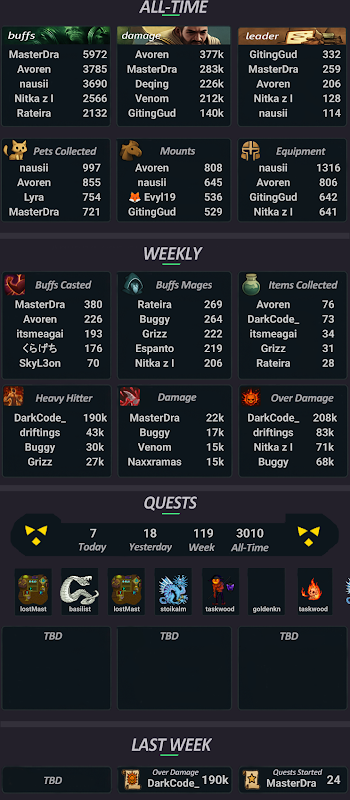 ALL-TIME
buffs
MasterDra 5972
Avoren 3785
nausii 3690
Nitka z l 2566
Rateira 2132
damage
Avoren 377k
MasterDra 283k
Deqing 226k
Venom 212k
GitingGud 140k
leader
GitingGud 332
MasterDra 259
Avoren 206
Nitka z l 128
nausii 114
Pets Collected
nausii 997
Avoren 855
Lyra 754
MasterDra 721
Mounts
Avoren 808
nausii 645
🦊 Evyl19 536
GitingGud 529
Equipment
nausii 1316
Avoren 806
GitingGud 642
Nitka z l 641
WEEKLY
Buffs Casted
MasterDra 380
Avoren 226
itsmeagai 193
くらげち 176
SkyL3on 70
Buffs Mages
Rateira 269
Buggy 264
Grizz 222
Espanto 219
Nitka z l 206
Items Collected
Avoren 76
DarkCode_ 73
itsmeagai 34
Grizz 31
Rateira 28
Heavy Hitter
DarkCode_ 190k
driftings 43k
Buggy 30k
Grizz 27k
Damage
MasterDra 22k
Buggy 17k
Venom 15k
Naxxramas 15k
Over Damage
DarkCode_ 208k
driftings 83k
Nitka z l 71k
Buggy 68k
QUESTS
7 18 119 3010
Today Yesterday Week All-Time
lostMast basilist lostMast stoikalm taskwood goldenkn taskwood
TBD TBD TBD
LAST WEEK
TBD
Over Damage
DarkCode_ 190k
Quests Started
MasterDra 24